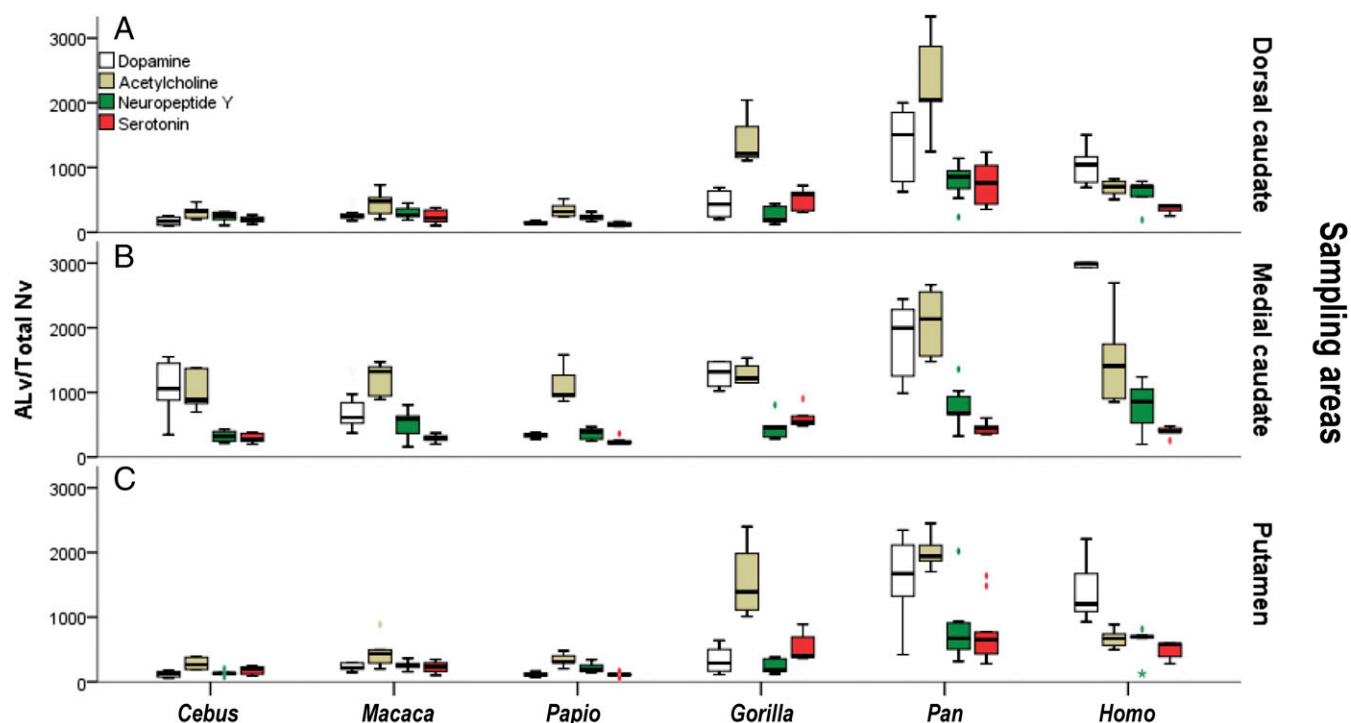 A
Dopamine
Acetylcholine
Neuropeptide Y
Serotonin
3000
2000
1000
0
Dorsal caudate
B
3000
2000
1000
0
Medial caudate
C
3000
2000
1000
0
Putamen
ALv/Total Nv
Sampling areas
Cebus Macaca Papio Gorilla Pan Homo